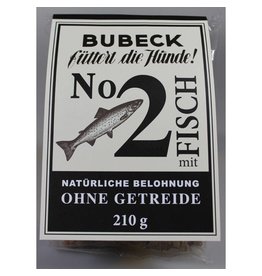 BUBECK
füttert die Hunde!
No 2
mit FISCH
NATÜRLICHE BELOHNUNG
OHNE GETREIDE
210 g